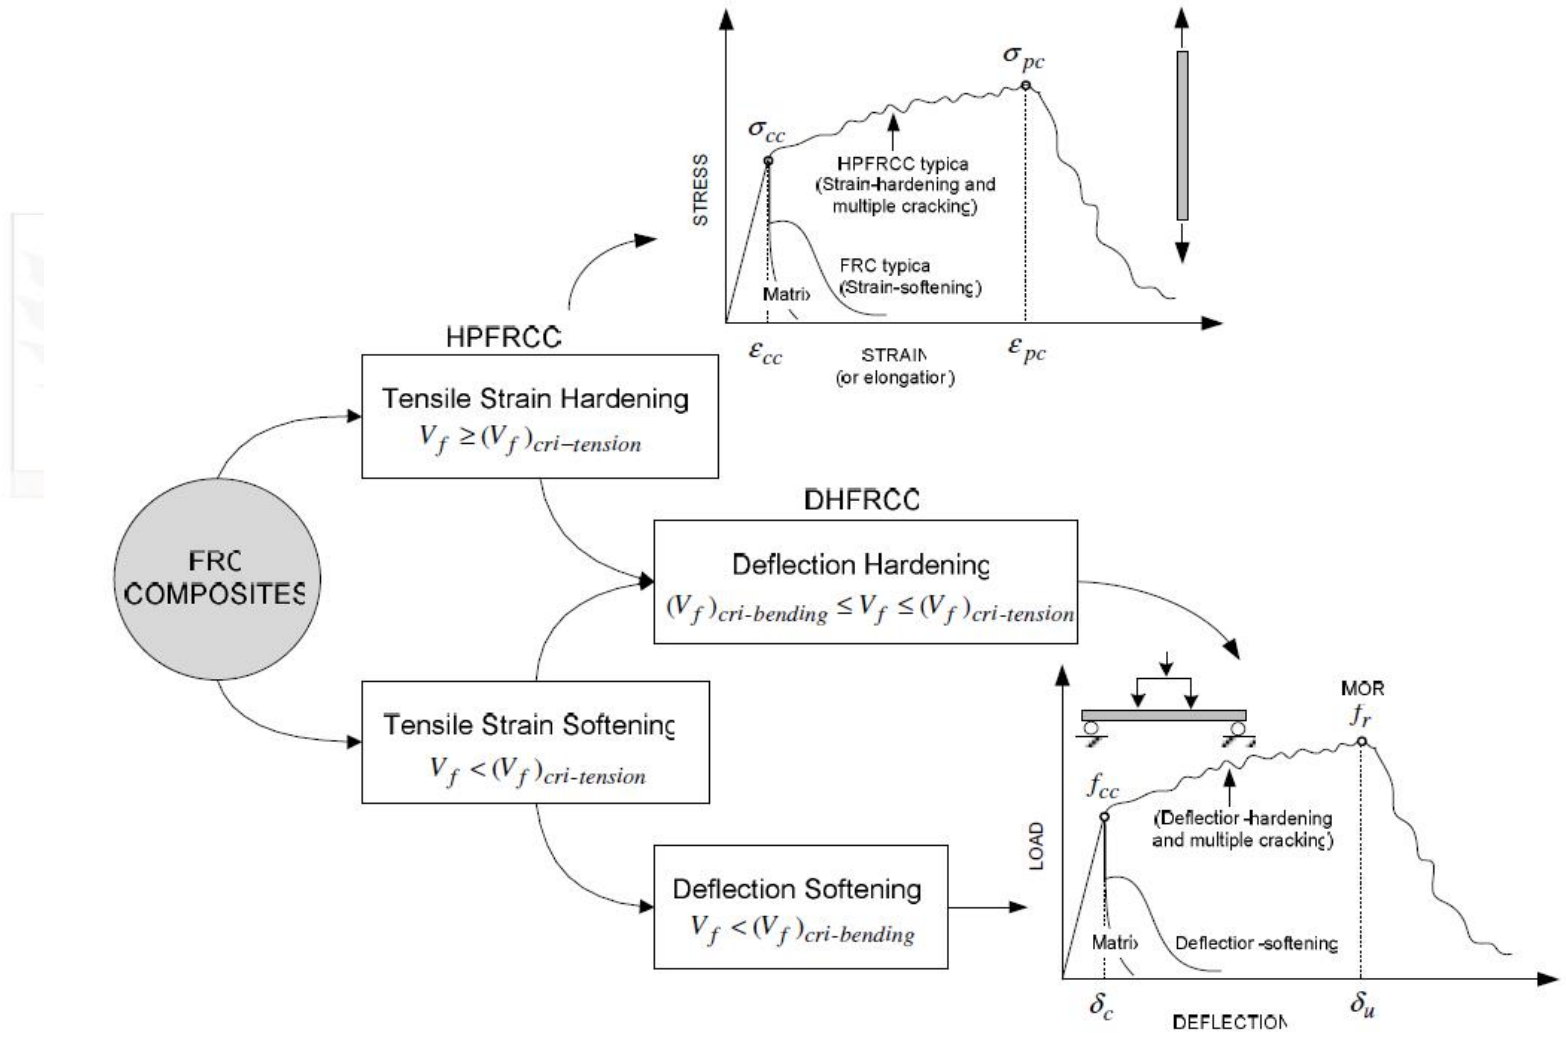 σpc
σcc
STRESS
HPFRCC typica
(Strain-hardening and
multiple cracking)
FRC typica
(Strain-softening)
Matrix
εcc
STRAIN
(or elongation)
εpc
HPFRCC
Tensile Strain Hardening
Vf ≥ (Vf)cri–tension
DHFRCC
Deflection Hardening
(Vf)cri-bending ≤ Vf ≤ (Vf)cri-tension
FRC
COMPOSITES
Tensile Strain Softening
Vf < (Vf)cri-tension
Deflection Softening
Vf < (Vf)cri-bending
MOR
fr
fcc
LOAD
(Deflection-hardening
and multiple cracking)
Matrix
Deflection-softening
δc
δu
DEFLECTION